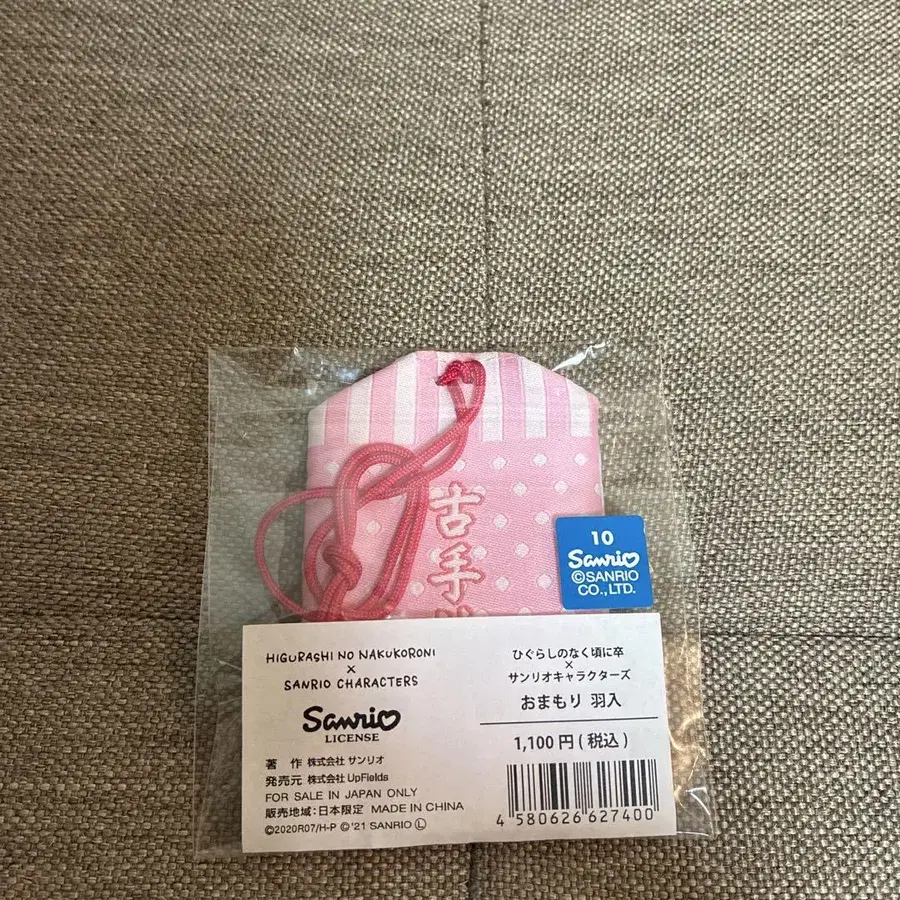 古手
10
Sanrio
©SANRIO
CO.,LTD.
HIGURASHI NO NAKUKORONI
×
SANRIO CHARACTERS
Sanrio
LICENSE
著 作 株式会社 サンリオ
発売元 株式会社 UpFields
FOR SALE IN JAPAN ONLY
販売地域:日本限定 MADE IN CHINA
©2020R07/H-P © '21 SANRIO Ⓛ
ひぐらしのなく頃に卒
×
サンリオキャラクターズ
おまもり 羽入
1,100円(税込)
4 580626 627400